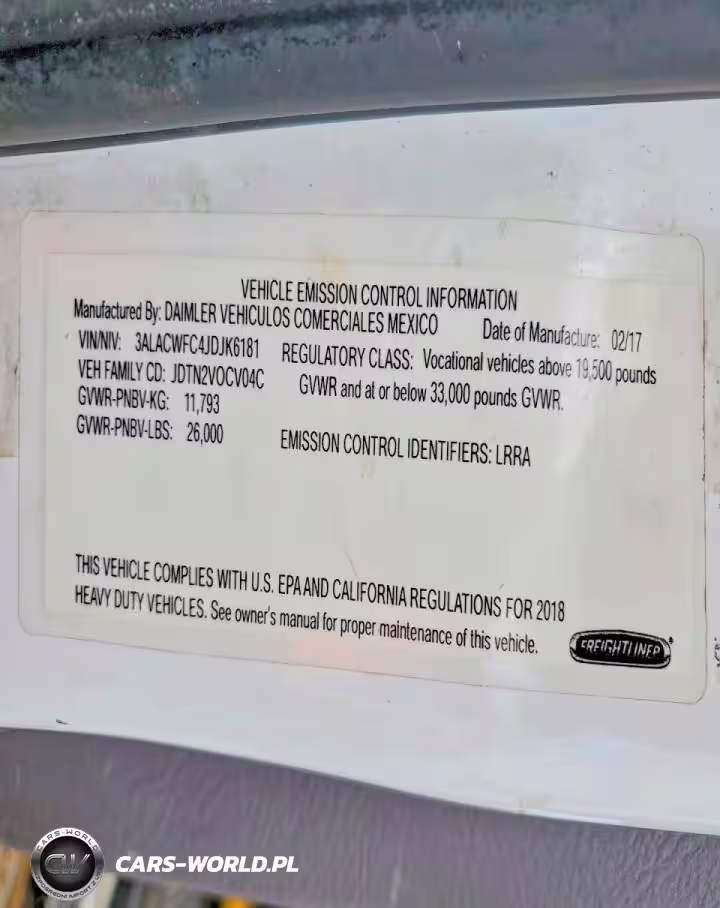 VEHICLE EMISSION CONTROL INFORMATION
Manufactured By: DAIMLER VEHICULOS COMERCIALES MEXICO Date of Manufacture: 02/17
VIN/NIV: 3ALACWFC4JDJK6181 REGULATORY CLASS: Vocational vehicles above 19,500 pounds
VEH FAMILY CD: JDTN2VOCV04C GVWR and at or below 33,000 pounds GVWR.
GVWR-PNBV-KG: 11,793
GVWR-PNBV-LBS: 26,000 EMISSION CONTROL IDENTIFIERS: LRRA
THIS VEHICLE COMPLIES WITH U.S. EPA AND CALIFORNIA REGULATIONS FOR 2018
HEAVY DUTY VEHICLES. See owner's manual for proper maintenance of this vehicle.
FREIGHTLINER
CARS-WORLD
CW
CARS-WORLD.PL